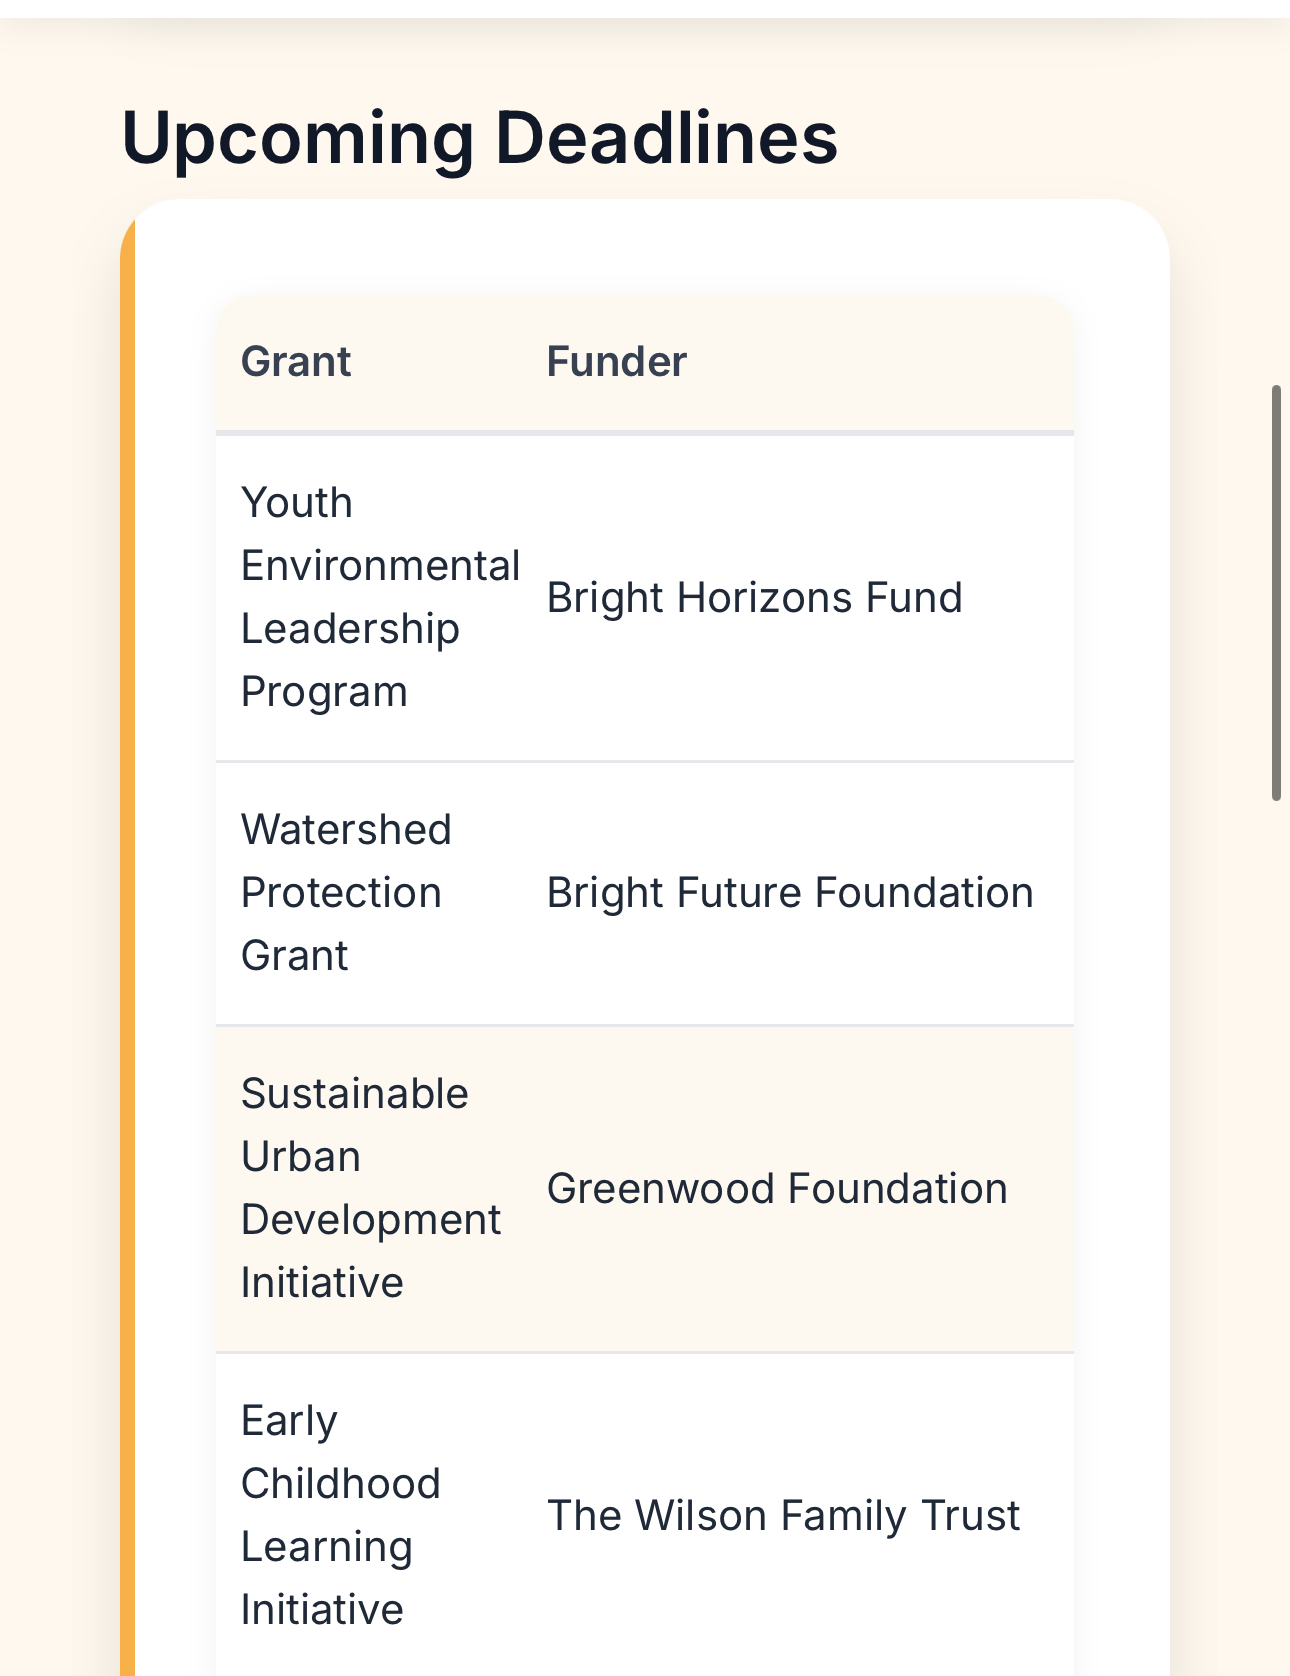 Upcoming Deadlines
Grant Funder
Youth
Environmental
Leadership
Program
Bright Horizons Fund
Watershed
Protection
Grant
Bright Future Foundation
Sustainable
Urban
Development
Initiative
Greenwood Foundation
Early
Childhood
Learning
Initiative
The Wilson Family Trust